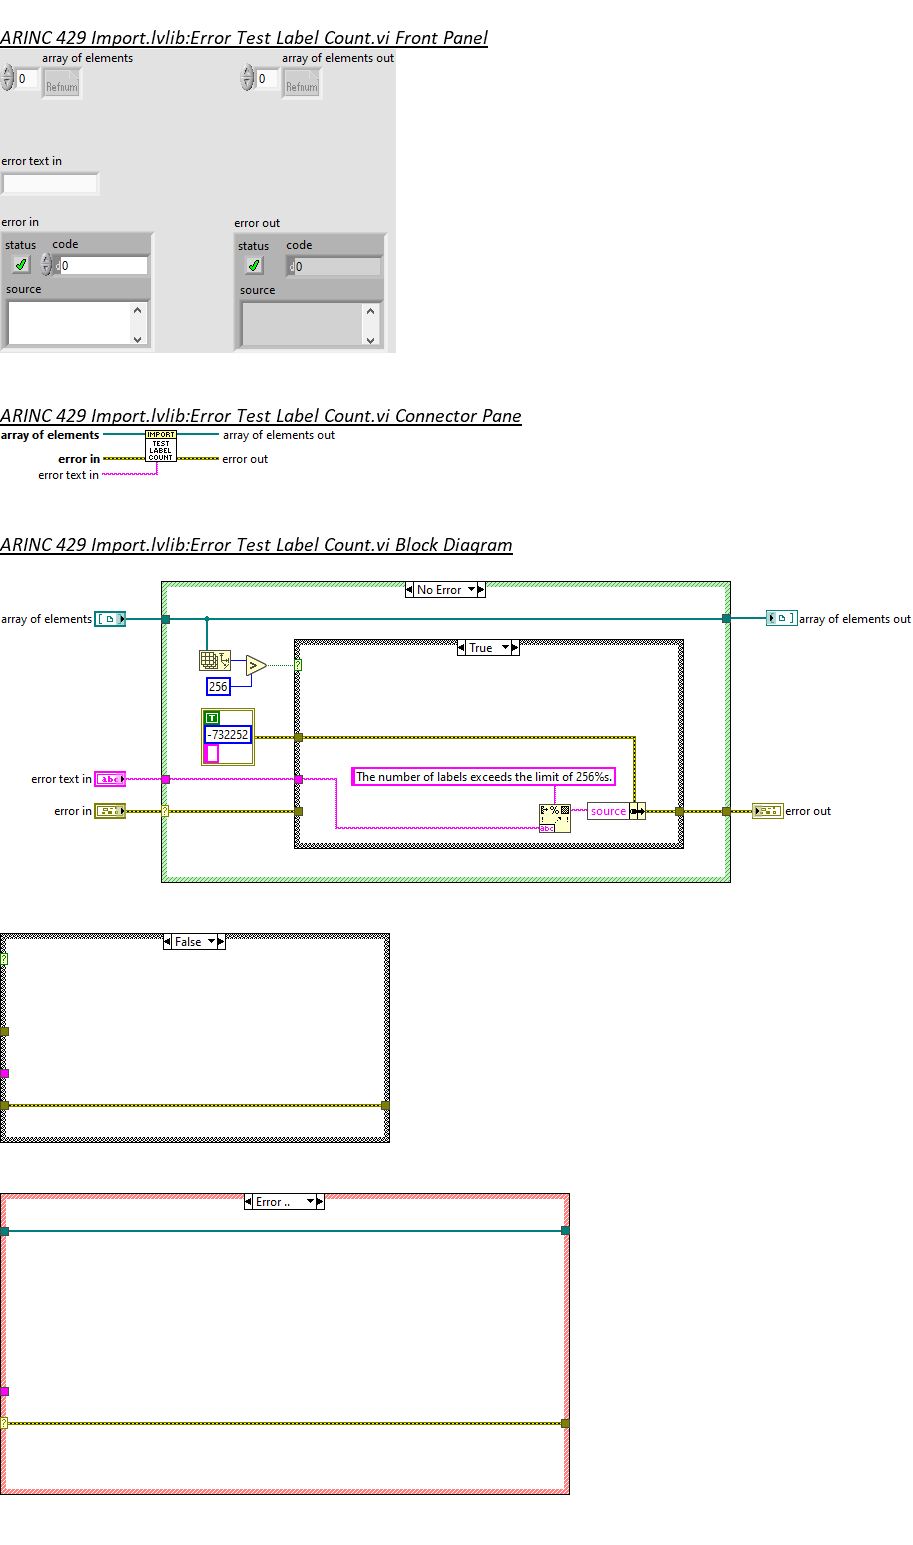 ARINC 429 Import.lvlib:Error Test Label Count.vi Front Panel
array of elements
array of elements out
0
Refnum
0
Refnum
error text in
error in
error out
status
code
status
code
0
0
source
source
ARINC 429 Import.lvlib:Error Test Label Count.vi Connector Pane
array of elements
IMPORT
TEST
LABEL
COUNT
array of elements out
error in
error out
error text in
ARINC 429 Import.lvlib:Error Test Label Count.vi Block Diagram
No Error
array of elements
array of elements out
True
>
?
256
T
-732252
error text in
abc
The number of labels exceeds the limit of 256%s.
error in
?
%
abc
source
error out
False
?
Error ..
?